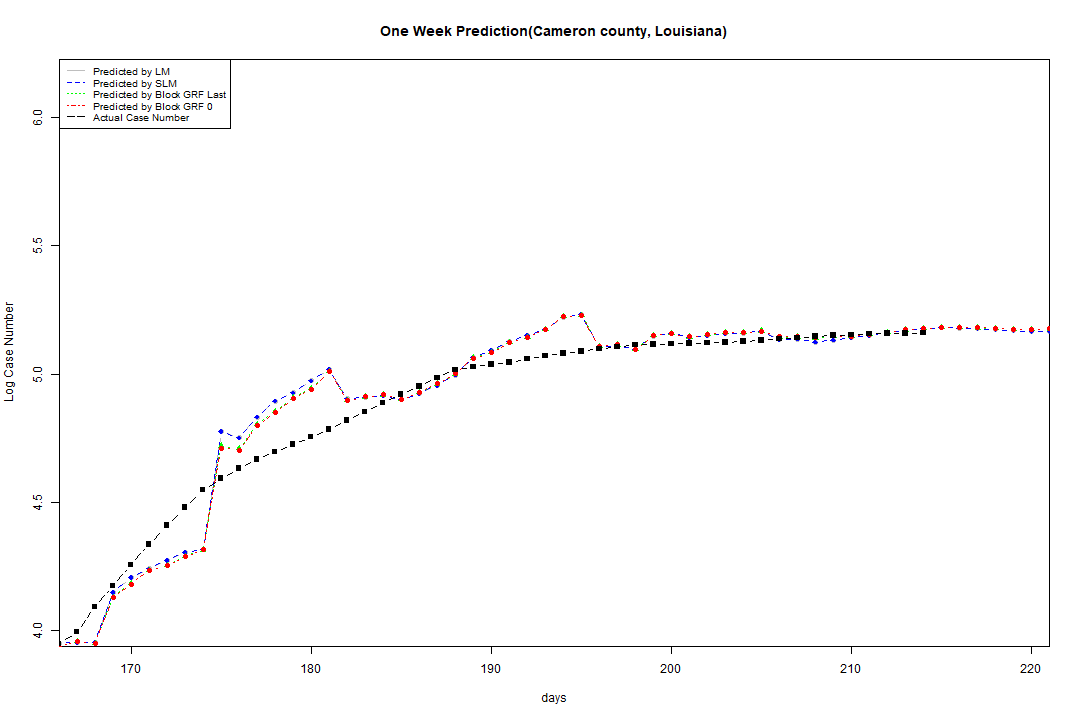 One Week Prediction(Cameron county, Louisiana)
Predicted by LM
Predicted by SLM
Predicted by Block GRF Last
Predicted by Block GRF 0
Actual Case Number
6.0
5.5
5.0
4.5
4.0
Log Case Number
170 180 190 200 210 220
days